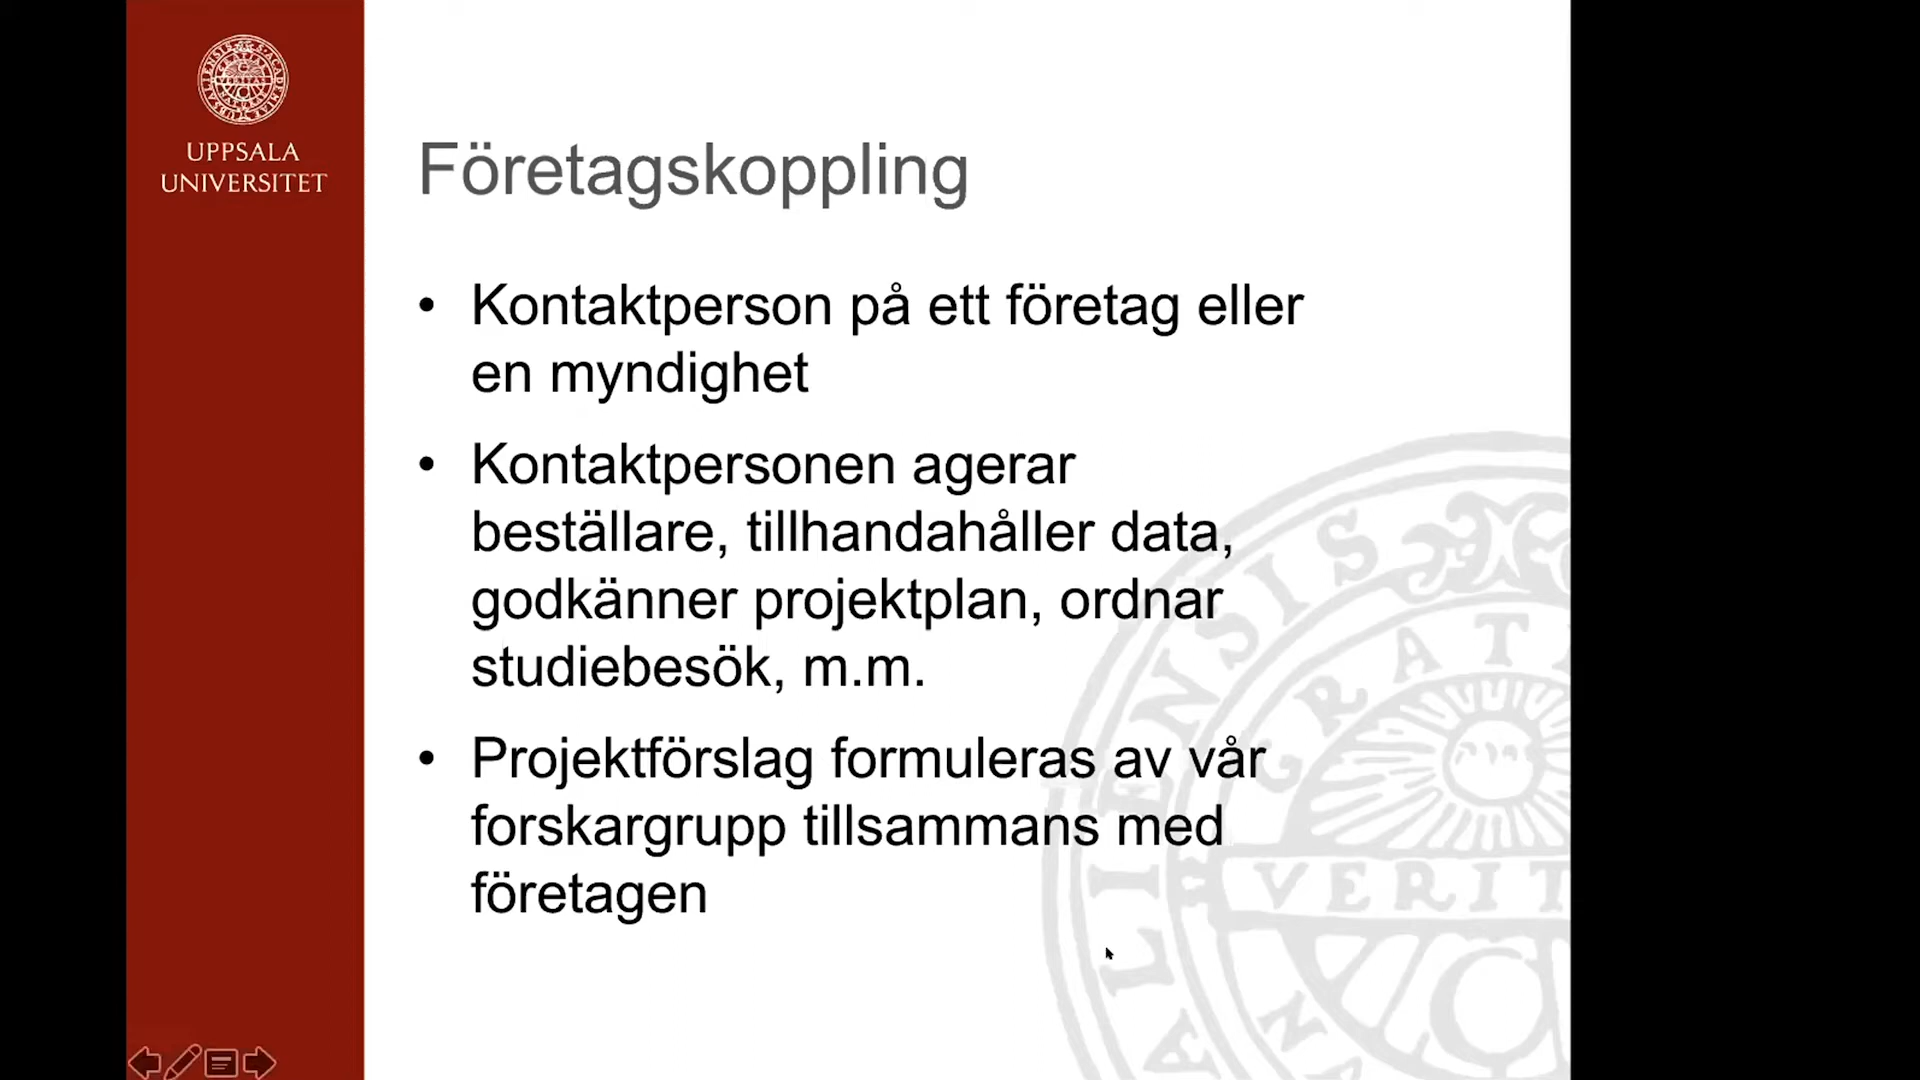 UPPSALA
UNIVERSITET
Företagskoppling
• Kontaktperson på ett företag eller
en myndighet
• Kontaktpersonen agerar
beställare, tillhandahåller data,
godkänner projektplan, ordnar
studiebesök, m.m.
• Projektförslag formuleras av vår
forskargrupp tillsammans med
företagen